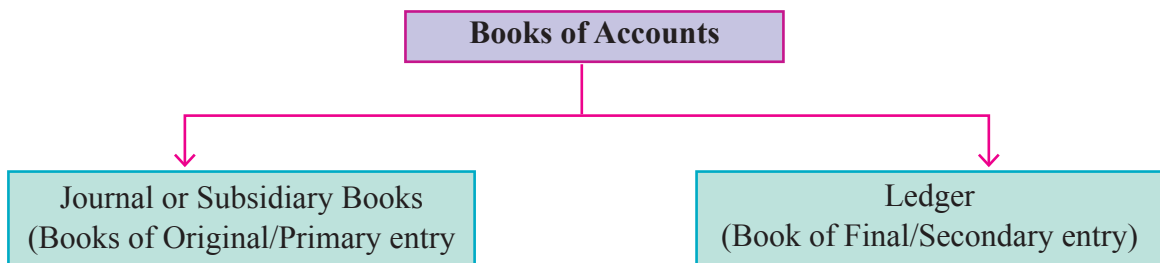 Books of Accounts
Journal or Subsidiary Books
(Books of Original/Primary entry
Ledger
(Book of Final/Secondary entry)